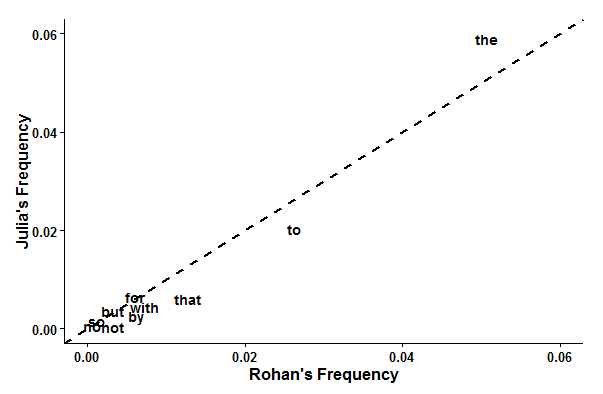 0.06
the
0.04
Julia's Frequency
0.02
to
for
that
with
but
by
so
no
not
0.00
0.00
0.02
0.04
0.06
Rohan's Frequency